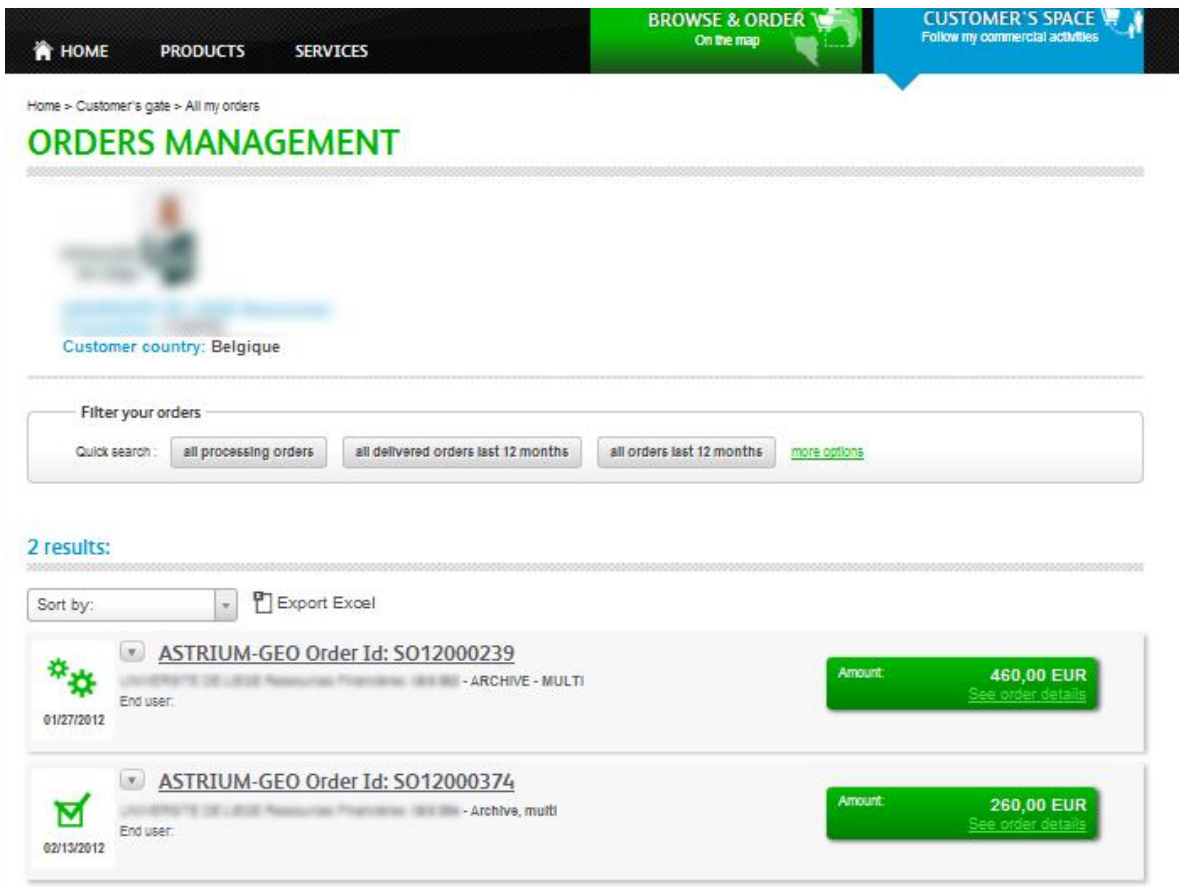 BROWSE & ORDER
On the map
CUSTOMER'S SPACE
Follow my commercial activities
HOME PRODUCTS SERVICES
Home > Customer's gate > All my orders
ORDERS MANAGEMENT
Customer country: Belgique
Filter your orders
Quick search : all processing orders all delivered orders last 12 months all orders last 12 months more options
2 results:
Sort by: Export Excel
ASTRIUM-GEO Order Id: SO12000239
- ARCHIVE - MULTI
End user:
01/27/2012
Amount: 460,00 EUR
See order details
ASTRIUM-GEO Order Id: SO12000374
- Archive, multi
End user:
02/13/2012
Amount: 260,00 EUR
See order details